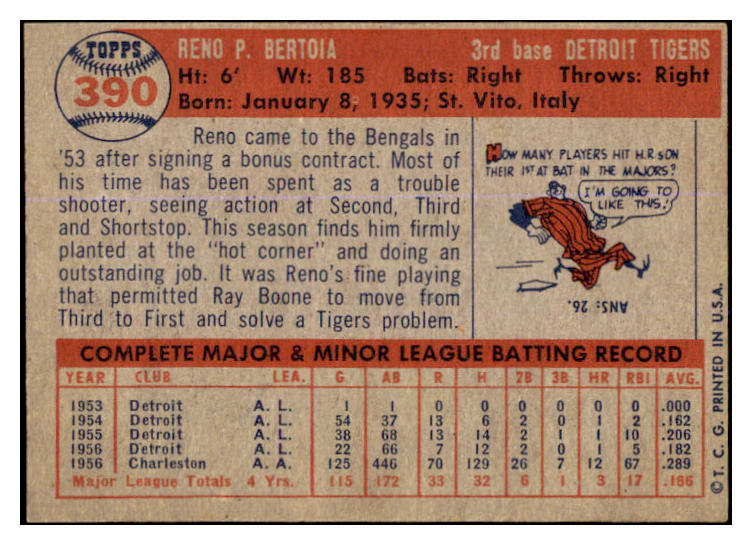 TOPPS
390
RENO P. BERTOIA 3rd base DETROIT TIGERS
Ht: 6' Wt: 185 Bats: Right Throws: Right
Born: January 8, 1935; St. Vito, Italy
Reno came to the Bengals in
'53 after signing a bonus contract. Most of
his time has been spent as a trouble
shooter, seeing action at Second, Third
and Shortstop. This season finds him firmly
planted at the "hot corner" and doing an
outstanding job. It was Reno's fine playing
that permitted Ray Boone to move from
Third to First and solve a Tigers problem.
HOW MANY PLAYERS HIT H.R.S ON
THEIR 1ST AT BAT IN THE MAJORS?
I'M GOING TO
LIKE THIS!
ANS: 26.
COMPLETE MAJOR & MINOR LEAGUE BATTING RECORD
YEAR CLUB LEA. G AB R H 2B 3B HR RBI AVG.
1953 Detroit A. L. 1 1 0 0 0 0 0 0 .000
1954 Detroit A. L. 54 37 13 6 2 0 1 2 .162
1955 Detroit A. L. 38 68 13 14 2 1 1 10 .206
1956 Detroit A. L. 22 66 7 12 2 0 1 5 .182
1956 Charleston A. A. 125 446 70 129 26 7 12 67 .289
Major League Totals 4 Yrs. 115 172 33 32 6 1 3 17 .186
© T. C. G. PRINTED IN U.S.A.